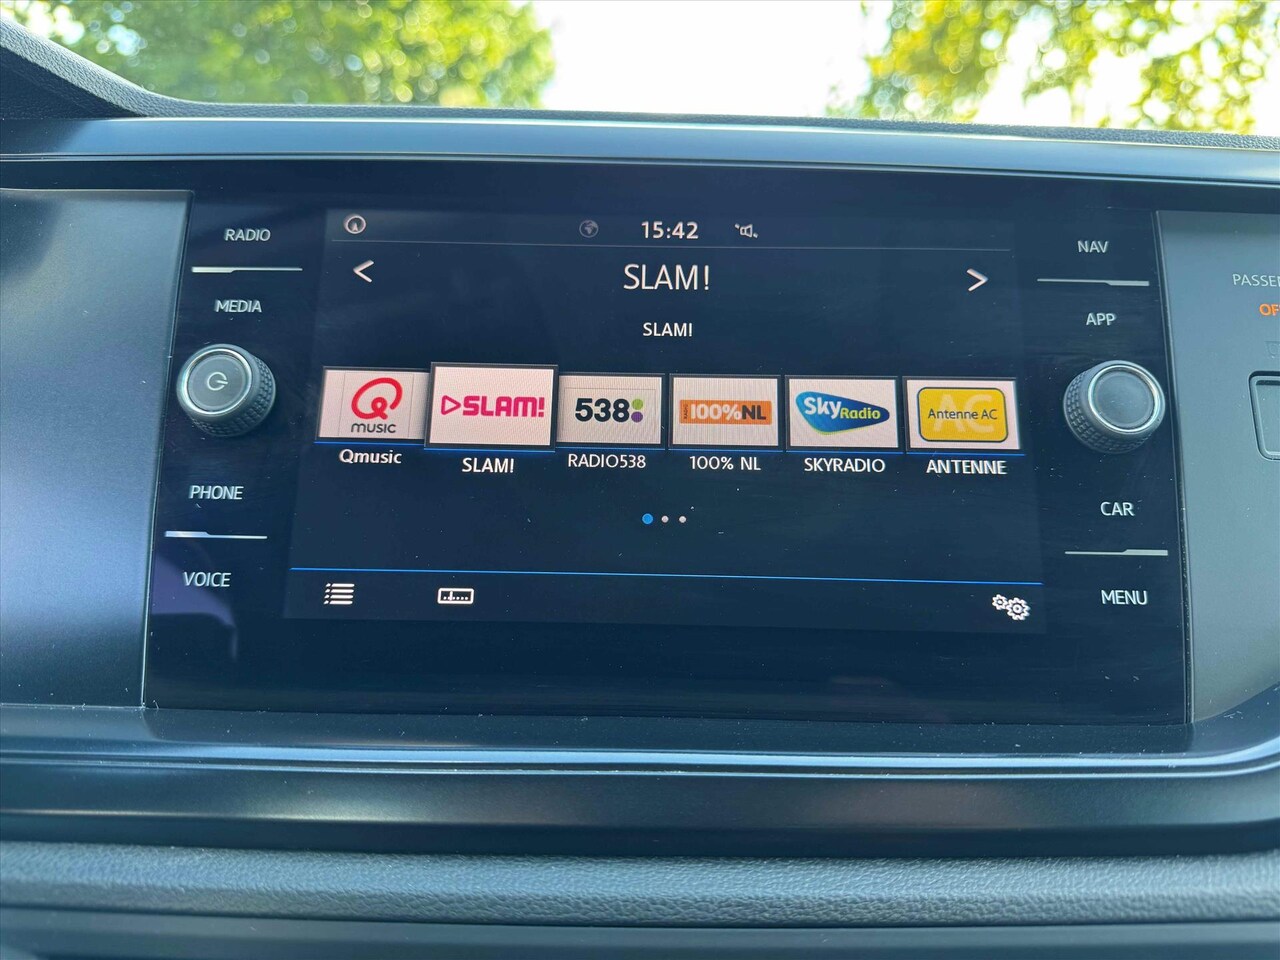 RADIO
MEDIA
PHONE
VOICE
15:42
SLAM!
SLAM!
MUSIC
SLAM!
538
100%NL
Sky Radio
AC
Antenne AC
Qmusic
SLAM!
RADIO538
100% NL
SKYRADIO
ANTENNE
NAV
APP
CAR
MENU